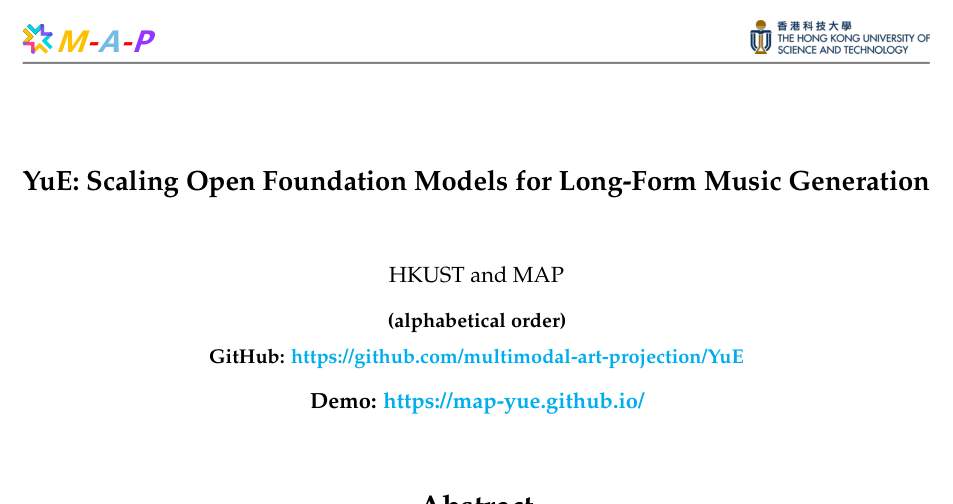 M-A-P
香港科技大學
THE HONG KONG UNIVERSITY OF
SCIENCE AND TECHNOLOGY
YuE: Scaling Open Foundation Models for Long-Form Music Generation
HKUST and MAP
(alphabetical order)
GitHub: https://github.com/multimodal-art-projection/YuE
Demo: https://map-yue.github.io/
Abstract